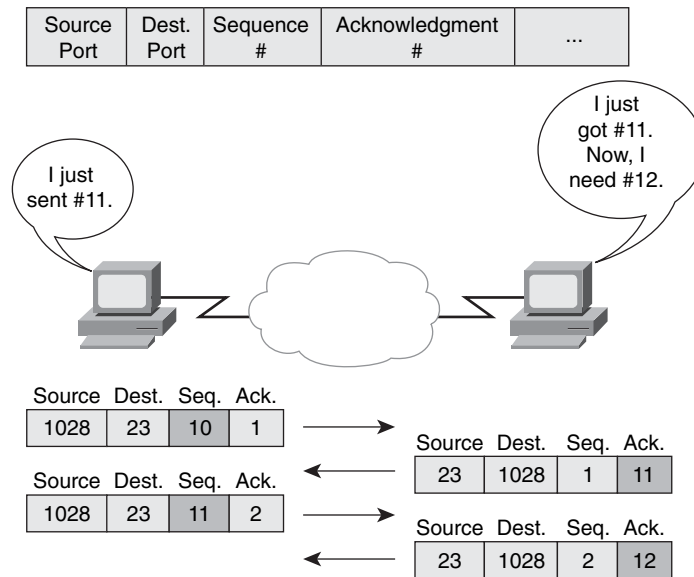 Source Port Dest. Port Sequence # Acknowledgment # ...
I just
sent #11.
I just
got #11.
Now, I
need #12.
Source Dest. Seq. Ack.
1028 23 10 1
Source Dest. Seq. Ack.
23 1028 1 11
Source Dest. Seq. Ack.
1028 23 11 2
Source Dest. Seq. Ack.
23 1028 2 12